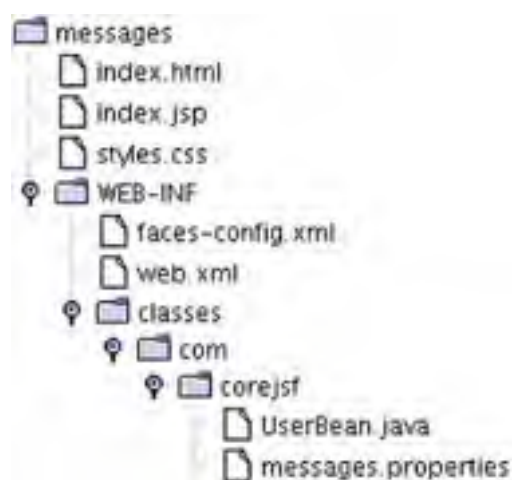 messages
index.html
index.jsp
styles.css
WEB-INF
faces-config.xml
web.xml
classes
com
corejsf
UserBean.java
messages.properties